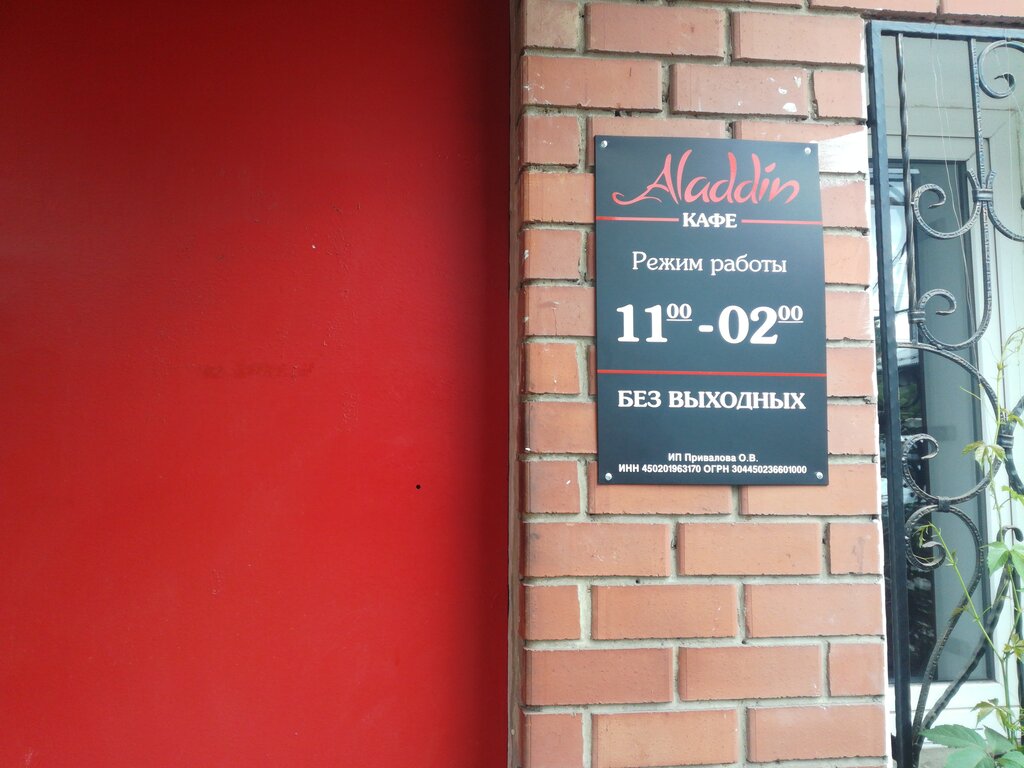 Aladdin
КАФЕ
Режим работы
11⁰⁰-02⁰⁰
БЕЗ ВЫХОДНЫХ
ИП Привалова О.В.
ИНН 450201963170 ОГРН 304450236601000